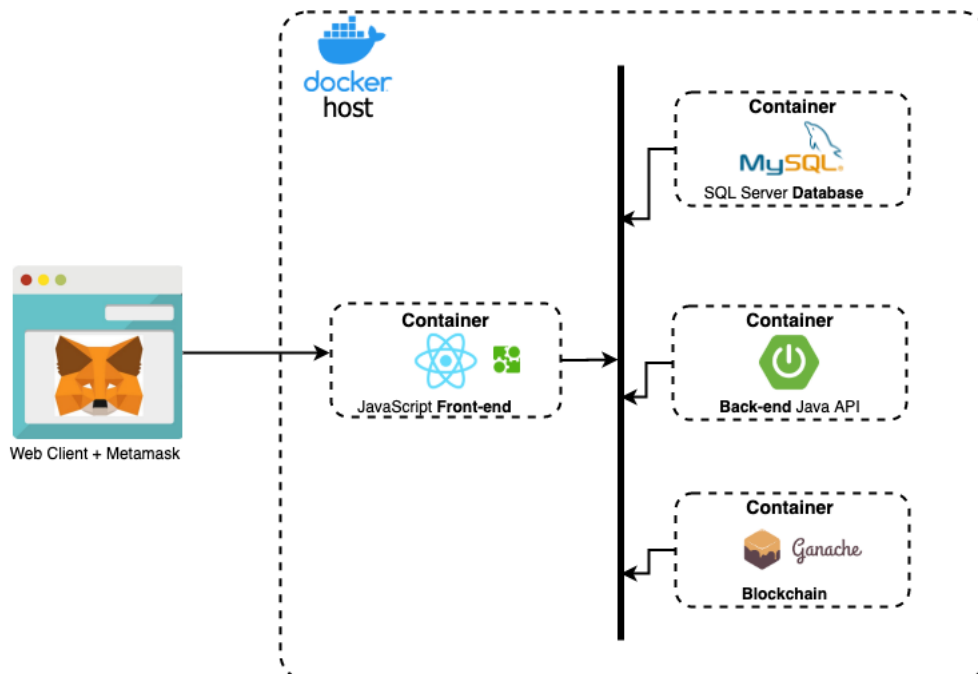 docker
host
Container
MySQL®
SQL Server Database
Container
JavaScript Front-end
Container
Back-end Java API
Web Client + Metamask
Container
Ganache
Blockchain